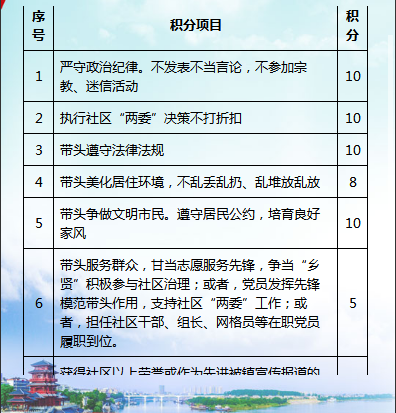 序 积分项目 积
号 分
1 严守政治纪律。不发表不当言论，不参加宗 10
教、迷信活动
2 执行社区“两委”决策不打折扣 10
3 带头遵守法律法规 10
4 带头美化居住环境，不乱丢乱扔、乱堆放乱放 8
5 带头争做文明市民。遵守居民公约，培育良好 10
家风
6 带头服务群众，甘当志愿服务先锋，争当“乡
贤”积极参与社区治理；或者，党员发挥先锋
模范带头作用，支持社区“两委”工作；或 5
者，担任社区干部、组长、网格员等在职党员
履职到位。
获得社区以上荣誉或作为先进被镇宣传报道的